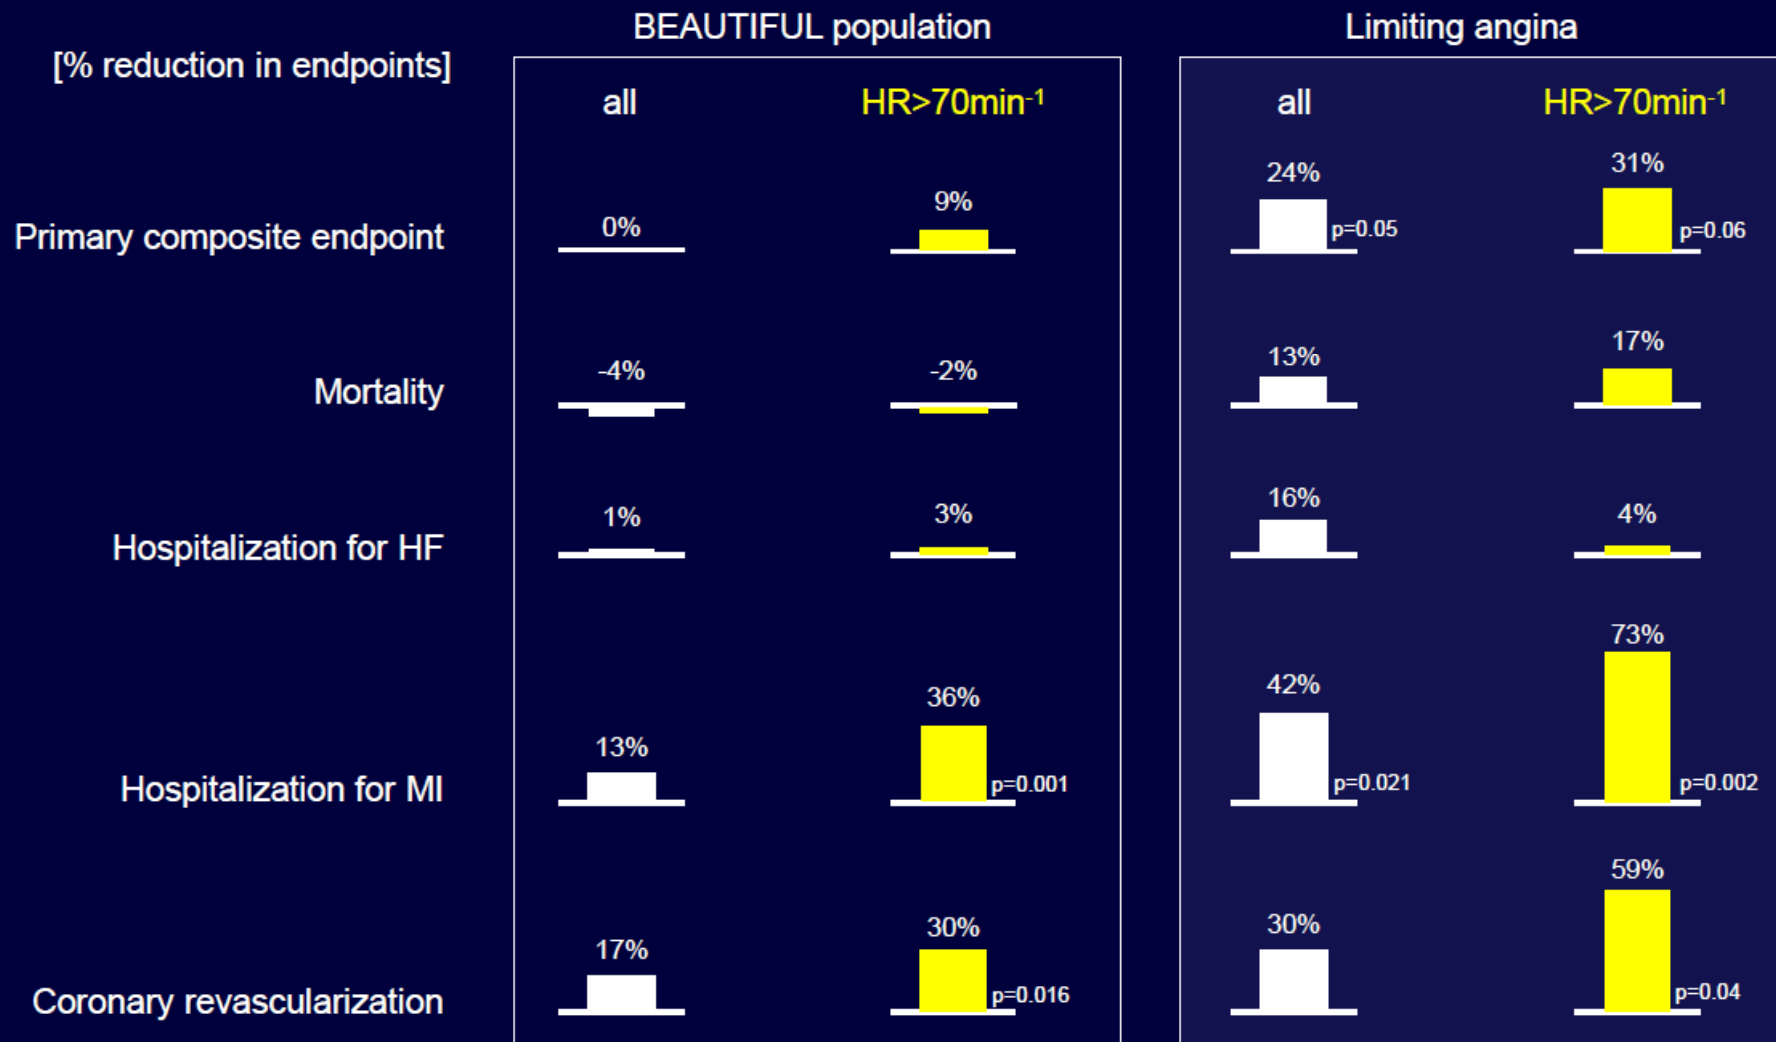 BEAUTIFUL population
Limiting angina
[% reduction in endpoints]
all
HR>70min⁻¹
all
HR>70min⁻¹
Primary composite endpoint
0%
9%
24%
p=0.05
31%
p=0.06
Mortality
-4%
-2%
13%
17%
Hospitalization for HF
1%
3%
16%
4%
Hospitalization for MI
13%
36%
p=0.001
42%
p=0.021
73%
p=0.002
Coronary revascularization
17%
30%
p=0.016
30%
59%
p=0.04